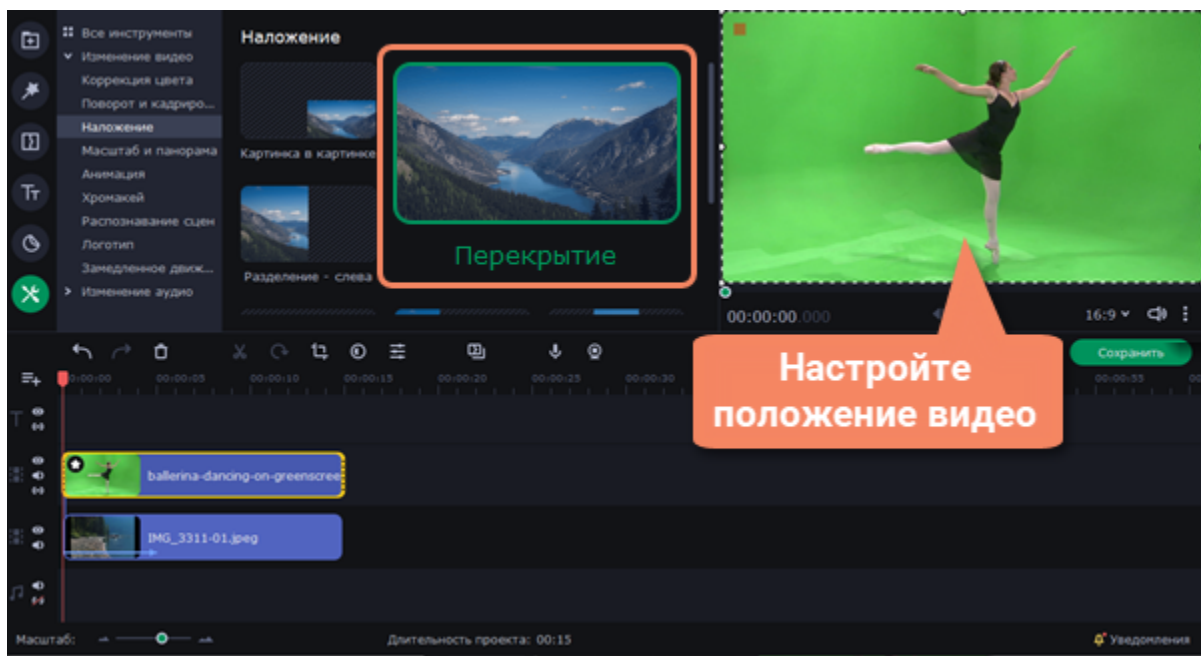 Все инструменты
Изменение видео
Коррекция цвета
Поворот и кадриро...
Наложение
Масштаб и панорама
Анимация
Хромакей
Распознавание сцен
Логотип
Замедленное движ...
Изменение аудио
Наложение
Картинка в картинке
Разделение - слева
Перекрытие
00:00:00.000
16:9
Настройте
положение видео
Сохранить
0:00:00 00:00:05 00:00:10 00:00:15 00:00:20 00:00:25 00:00:30 00:00:55
ballerina-dancing-on-greenscree
IMG_3311-01.jpeg
Масштаб:
Длительность проекта: 00:15
Уведомления